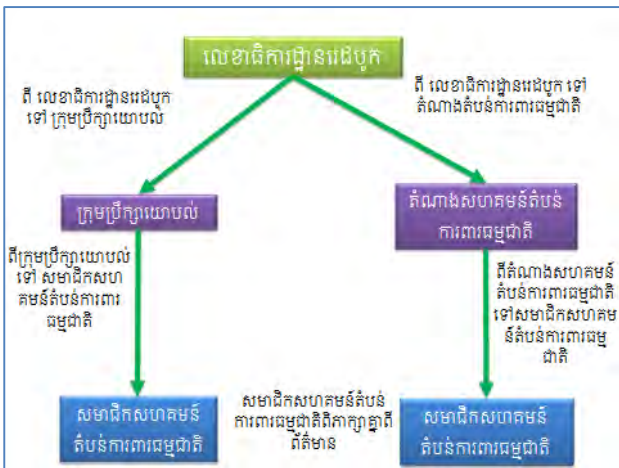 លេខាធិការដ្ឋានរេដបូក
ពី លេខាធិការដ្ឋានរេដបូក
ទៅ ក្រុមប្រឹក្សាយោបល់
ពី លេខាធិការដ្ឋានរេដបូក ទៅ
តំណាងតំបន់ការពារធម្មជាតិ
ក្រុមប្រឹក្សាយោបល់
តំណាងសហគមន៍តំបន់
ការពារធម្មជាតិ
ពីក្រុមប្រឹក្សាយោបល់
ទៅ សមាជិកសហ
គមន៍តំបន់ការពារ
ធម្មជាតិ
ពីតំណាងសហគមន៍
តំបន់ការពារធម្មជាតិ
ទៅសមាជិកសហគម
ន៍តំបន់ការពារធម្ម
ជាតិ
សមាជិកសហគមន៍
តំបន់ការពារធម្មជាតិ
សមាជិកសហគមន៍តំបន់
ការពារធម្មជាតិពិភាក្សាគ្នាពី
ព័ត៌មាន
សមាជិកសហគមន៍
តំបន់ការពារធម្មជាតិ